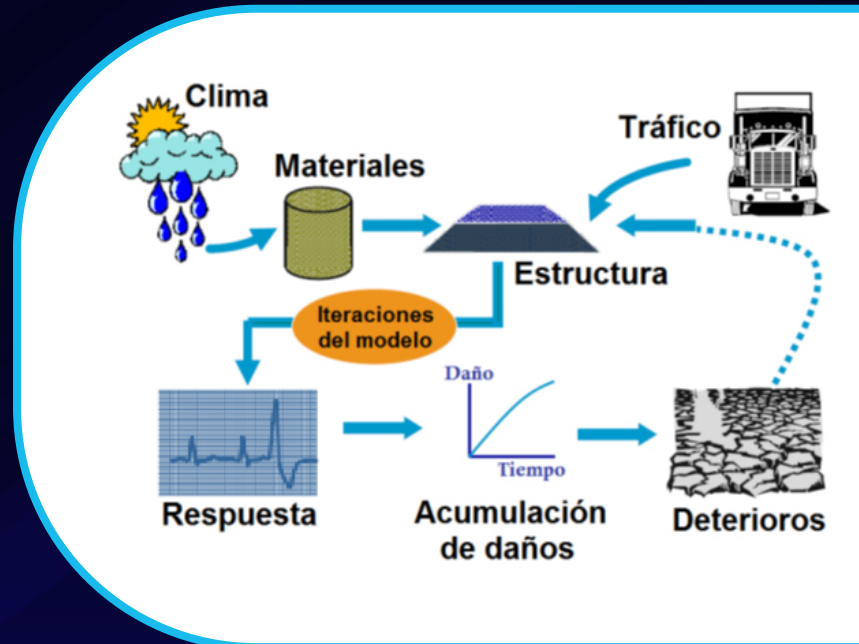 Clima
Tráfico
Materiales
Estructura
Iteraciones
del modelo
Daño
Tiempo
Respuesta
Acumulación
de daños
Deterioros